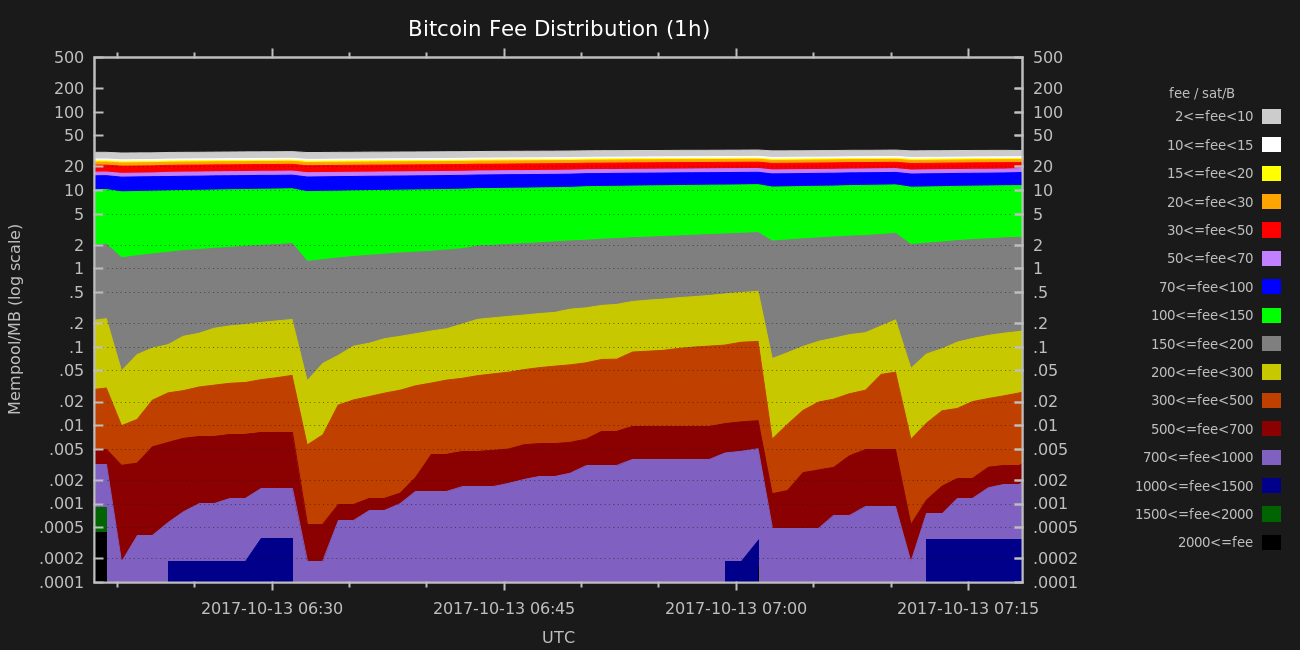 Bitcoin Fee Distribution (1h)
Mempool/MB (log scale)
500
200
100
50
20
10
5
2
1
.5
.2
.1
.05
.02
.01
.005
.002
.001
.0005
.0002
.0001
500
200
100
50
20
10
5
2
1
.5
.2
.1
.05
.02
.01
.005
.002
.001
.0005
.0002
.0001
2017-10-13 06:30
2017-10-13 06:45
2017-10-13 07:00
2017-10-13 07:15
UTC
fee / sat/B
2<=fee<10
10<=fee<15
15<=fee<20
20<=fee<30
30<=fee<50
50<=fee<70
70<=fee<100
100<=fee<150
150<=fee<200
200<=fee<300
300<=fee<500
500<=fee<700
700<=fee<1000
1000<=fee<1500
1500<=fee<2000
2000<=fee